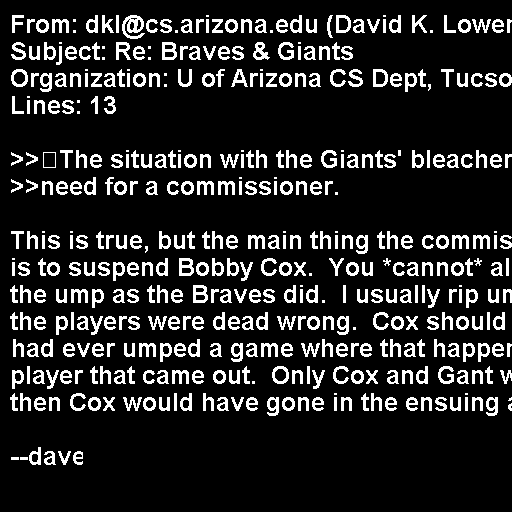 From: dkl@cs.arizona.edu (David K. Lower
Subject: Re: Braves & Giants
Organization: U of Arizona CS Dept, Tucso
Lines: 13
>>The situation with the Giants' bleacher
>>need for a commissioner.
This is true, but the main thing the commis
is to suspend Bobby Cox.  You *cannot* al
the ump as the Braves did.  I usually rip um
the players were dead wrong.  Cox should
had ever umped a game where that happen
player that came out.  Only Cox and Gant w
then Cox would have gone in the ensuing a
--dave